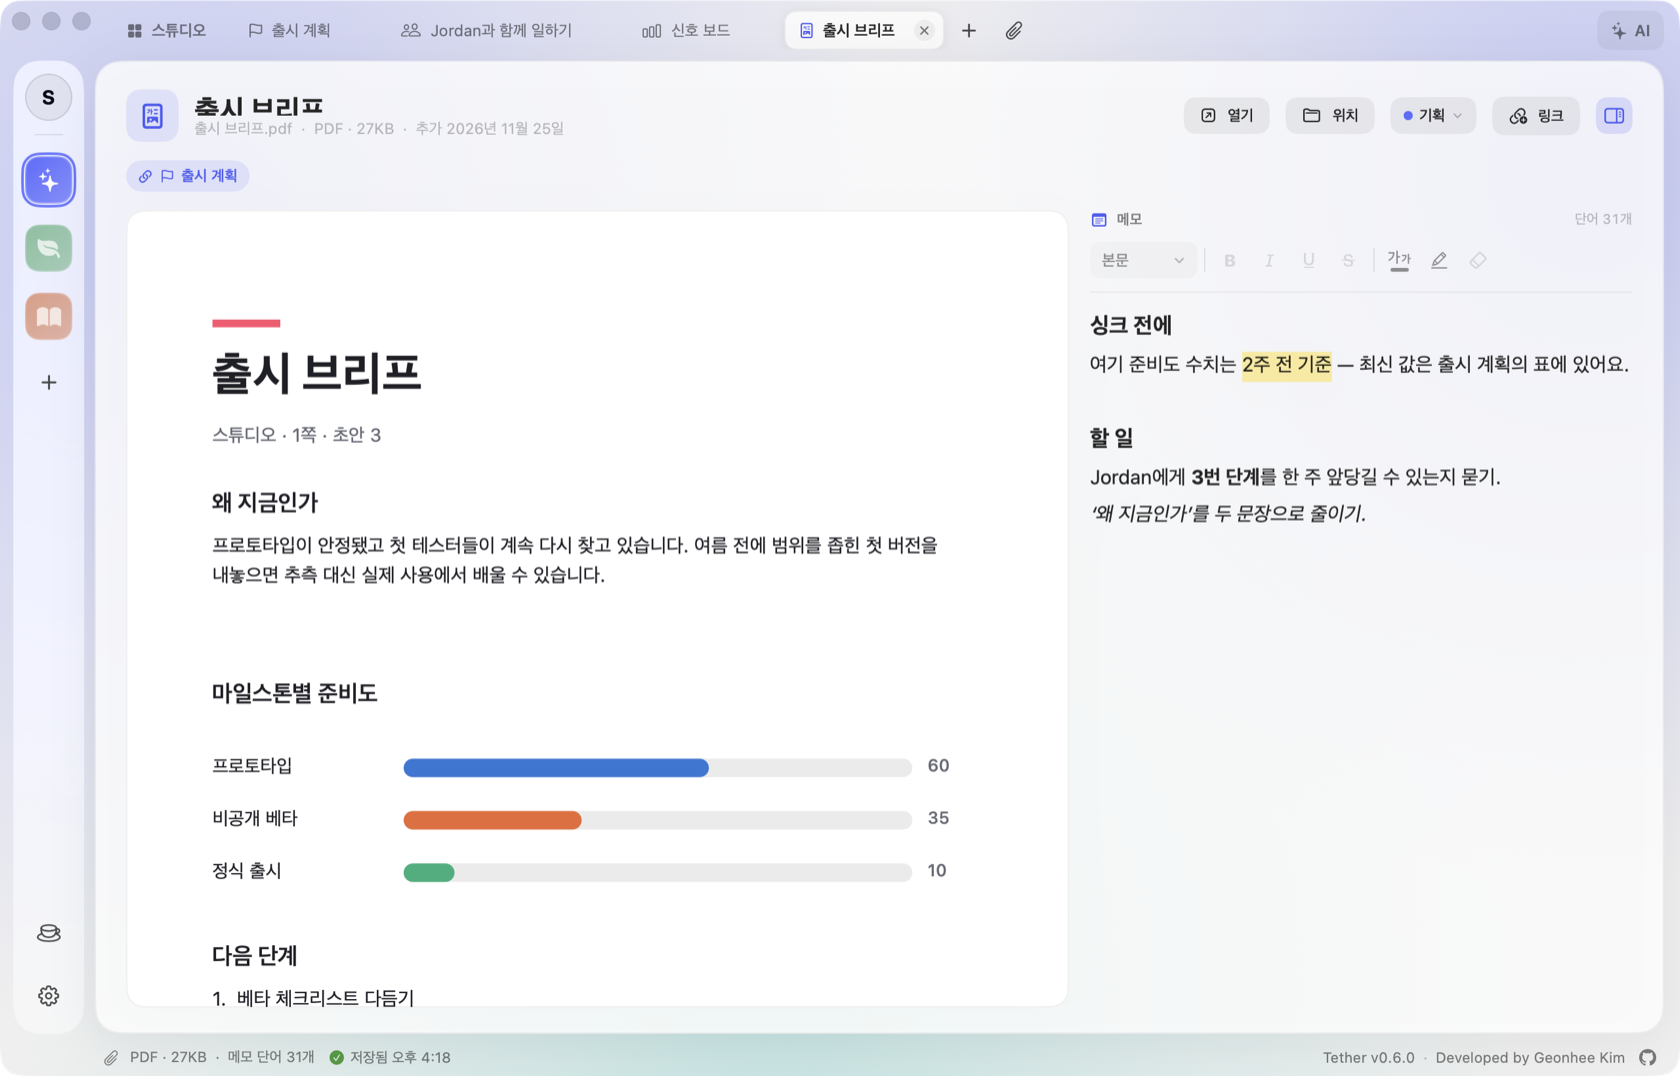 스튜디오
출시 계획
Jordan과 함께 일하기
신호 보드
출시 브리프
AI
S
출시 브리프
출시 브리프.pdf · PDF · 27KB · 추가 2026년 11월 25일
열기
위치
기획
링크
출시 계획
출시 브리프
스튜디오 · 1쪽 · 초안 3
왜 지금인가
프로토타입이 안정됐고 첫 테스터들이 계속 다시 찾고 있습니다. 여름 전에 범위를 좁힌 첫 버전을
내놓으면 추측 대신 실제 사용에서 배울 수 있습니다.
마일스톤별 준비도
프로토타입 60
비공개 베타 35
정식 출시 10
다음 단계
1. 베타 체크리스트 다듬기
메모
단어 31개
본문
B I U S 가가
싱크 전에
여기 준비도 수치는 2주 전 기준 — 최신 값은 출시 계획의 표에 있어요.
할 일
Jordan에게 3번 단계를 한 주 앞당길 수 있는지 묻기.
‘왜 지금인가’를 두 문장으로 줄이기.
PDF · 27KB · 메모 단어 31개
저장됨 오후 4:18
Tether v0.6.0 · Developed by Geonhee Kim